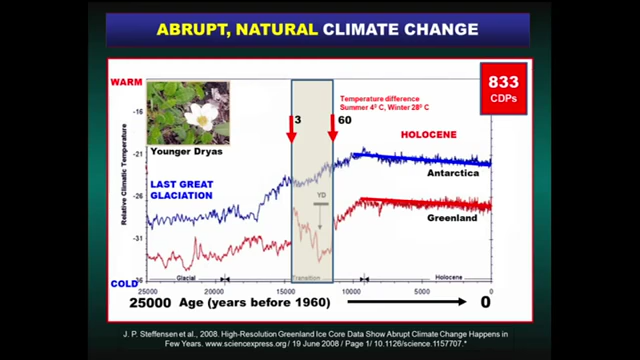 ABRUPT, NATURAL CLIMATE CHANGE
833
CDPs
WARM
Temperature difference
Summer 4⁰ C, Winter 28⁰ C
-16
3
60
HOLOCENE
Younger Dryas
-21
Antarctica
LAST GREAT
GLACIATION
Relative Climatic Temperature
-26
YD
Greenland
-31
Glacial
Transition
Holocene
COLD
25000
20000
15000
10000
5000
0
25000 Age (years before 1960)
0
J. P. Steffensen et al., 2008. High-Resolution Greenland Ice Core Data Show Abrupt Climate Change Happens in
Few Years. www.sciencexpress.org / 19 June 2008 / Page 1/ 10.1126/science.1157707.*